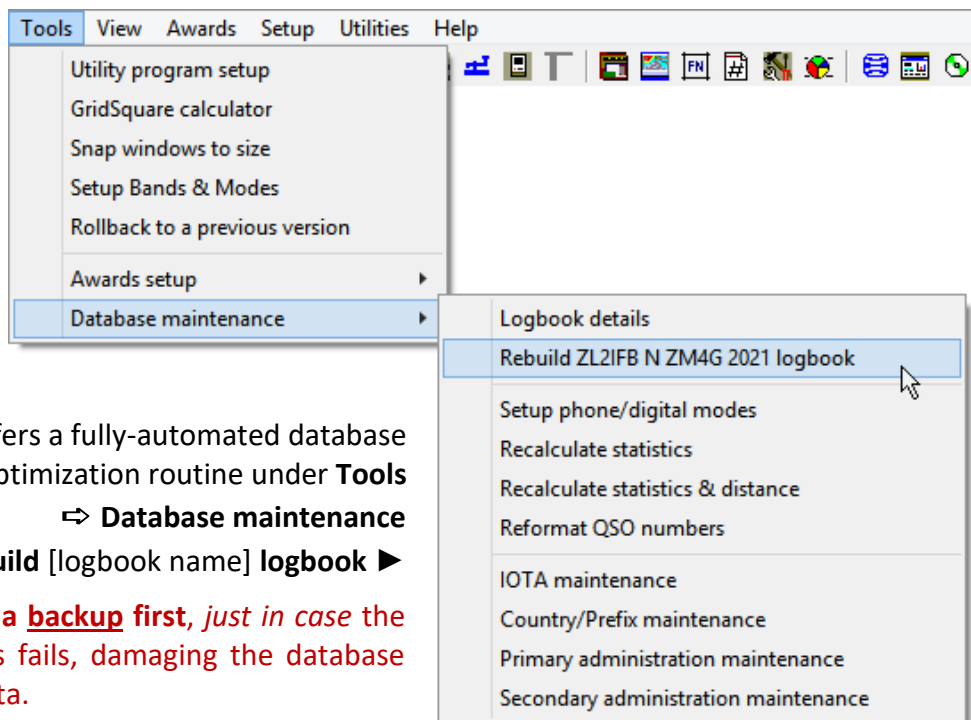 Tools View Awards Setup Utilities Help
FN
Utility program setup
GridSquare calculator
Snap windows to size
Setup Bands & Modes
Rollback to a previous version
Awards setup
Database maintenance
Logbook details
Rebuild ZL2IFB N ZM4G 2021 logbook
Setup phone/digital modes
Recalculate statistics
Recalculate statistics & distance
Reformat QSO numbers
IOTA maintenance
Country/Prefix maintenance
Primary administration maintenance
Secondary administration maintenance
fers a fully-automated database
ptimization routine under Tools
⇨ Database maintenance
uild [logbook name] logbook ►
a backup first, just in case the
s fails, damaging the database
ta.